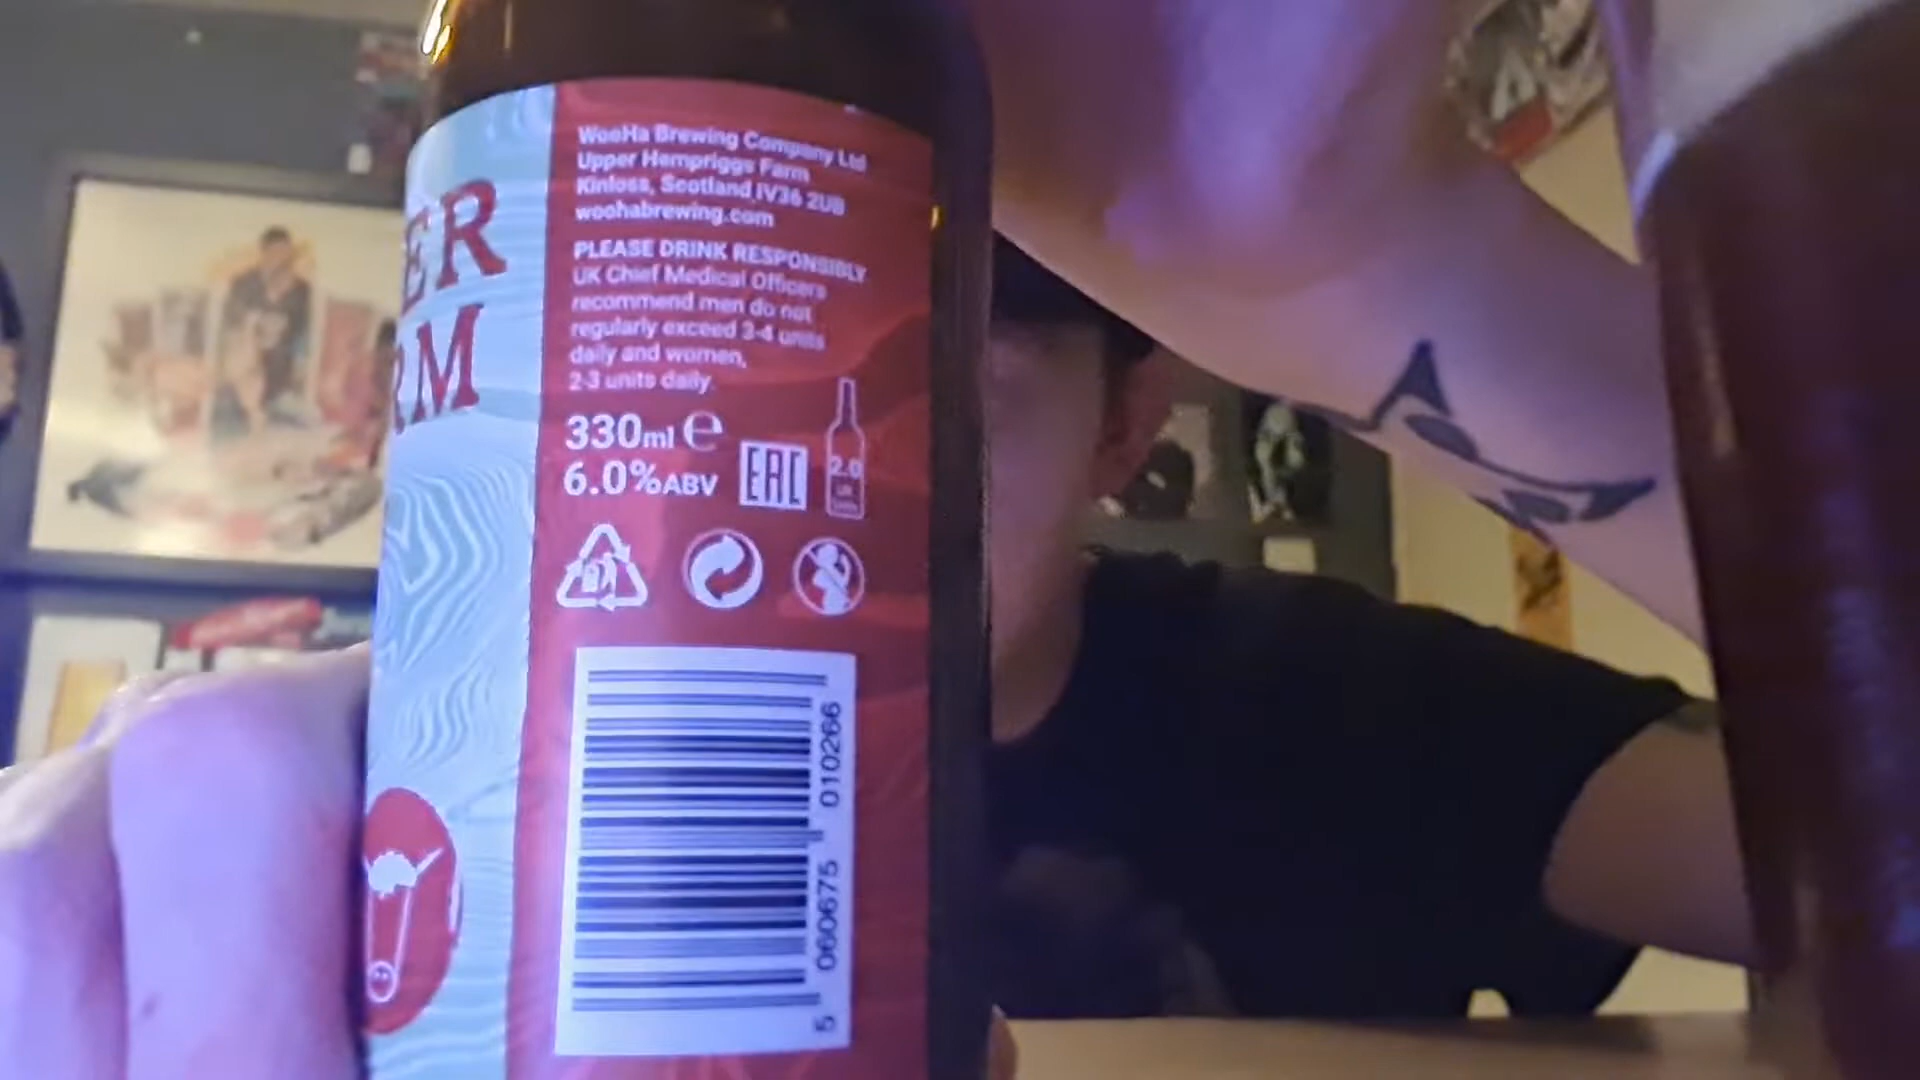 ER
RM
WooHa Brewing Company Ltd
Upper Hempriggs Farm
Kinloss, Scotland IV36 2UB
woohabrewing.com
PLEASE DRINK RESPONSIBLY
UK Chief Medical Officers
recommend men do not
regularly exceed 3-4 units
daily and women,
2-3 units daily.
330ml e
6.0%ABV
EAC
2.0
UK
5 060675 010266